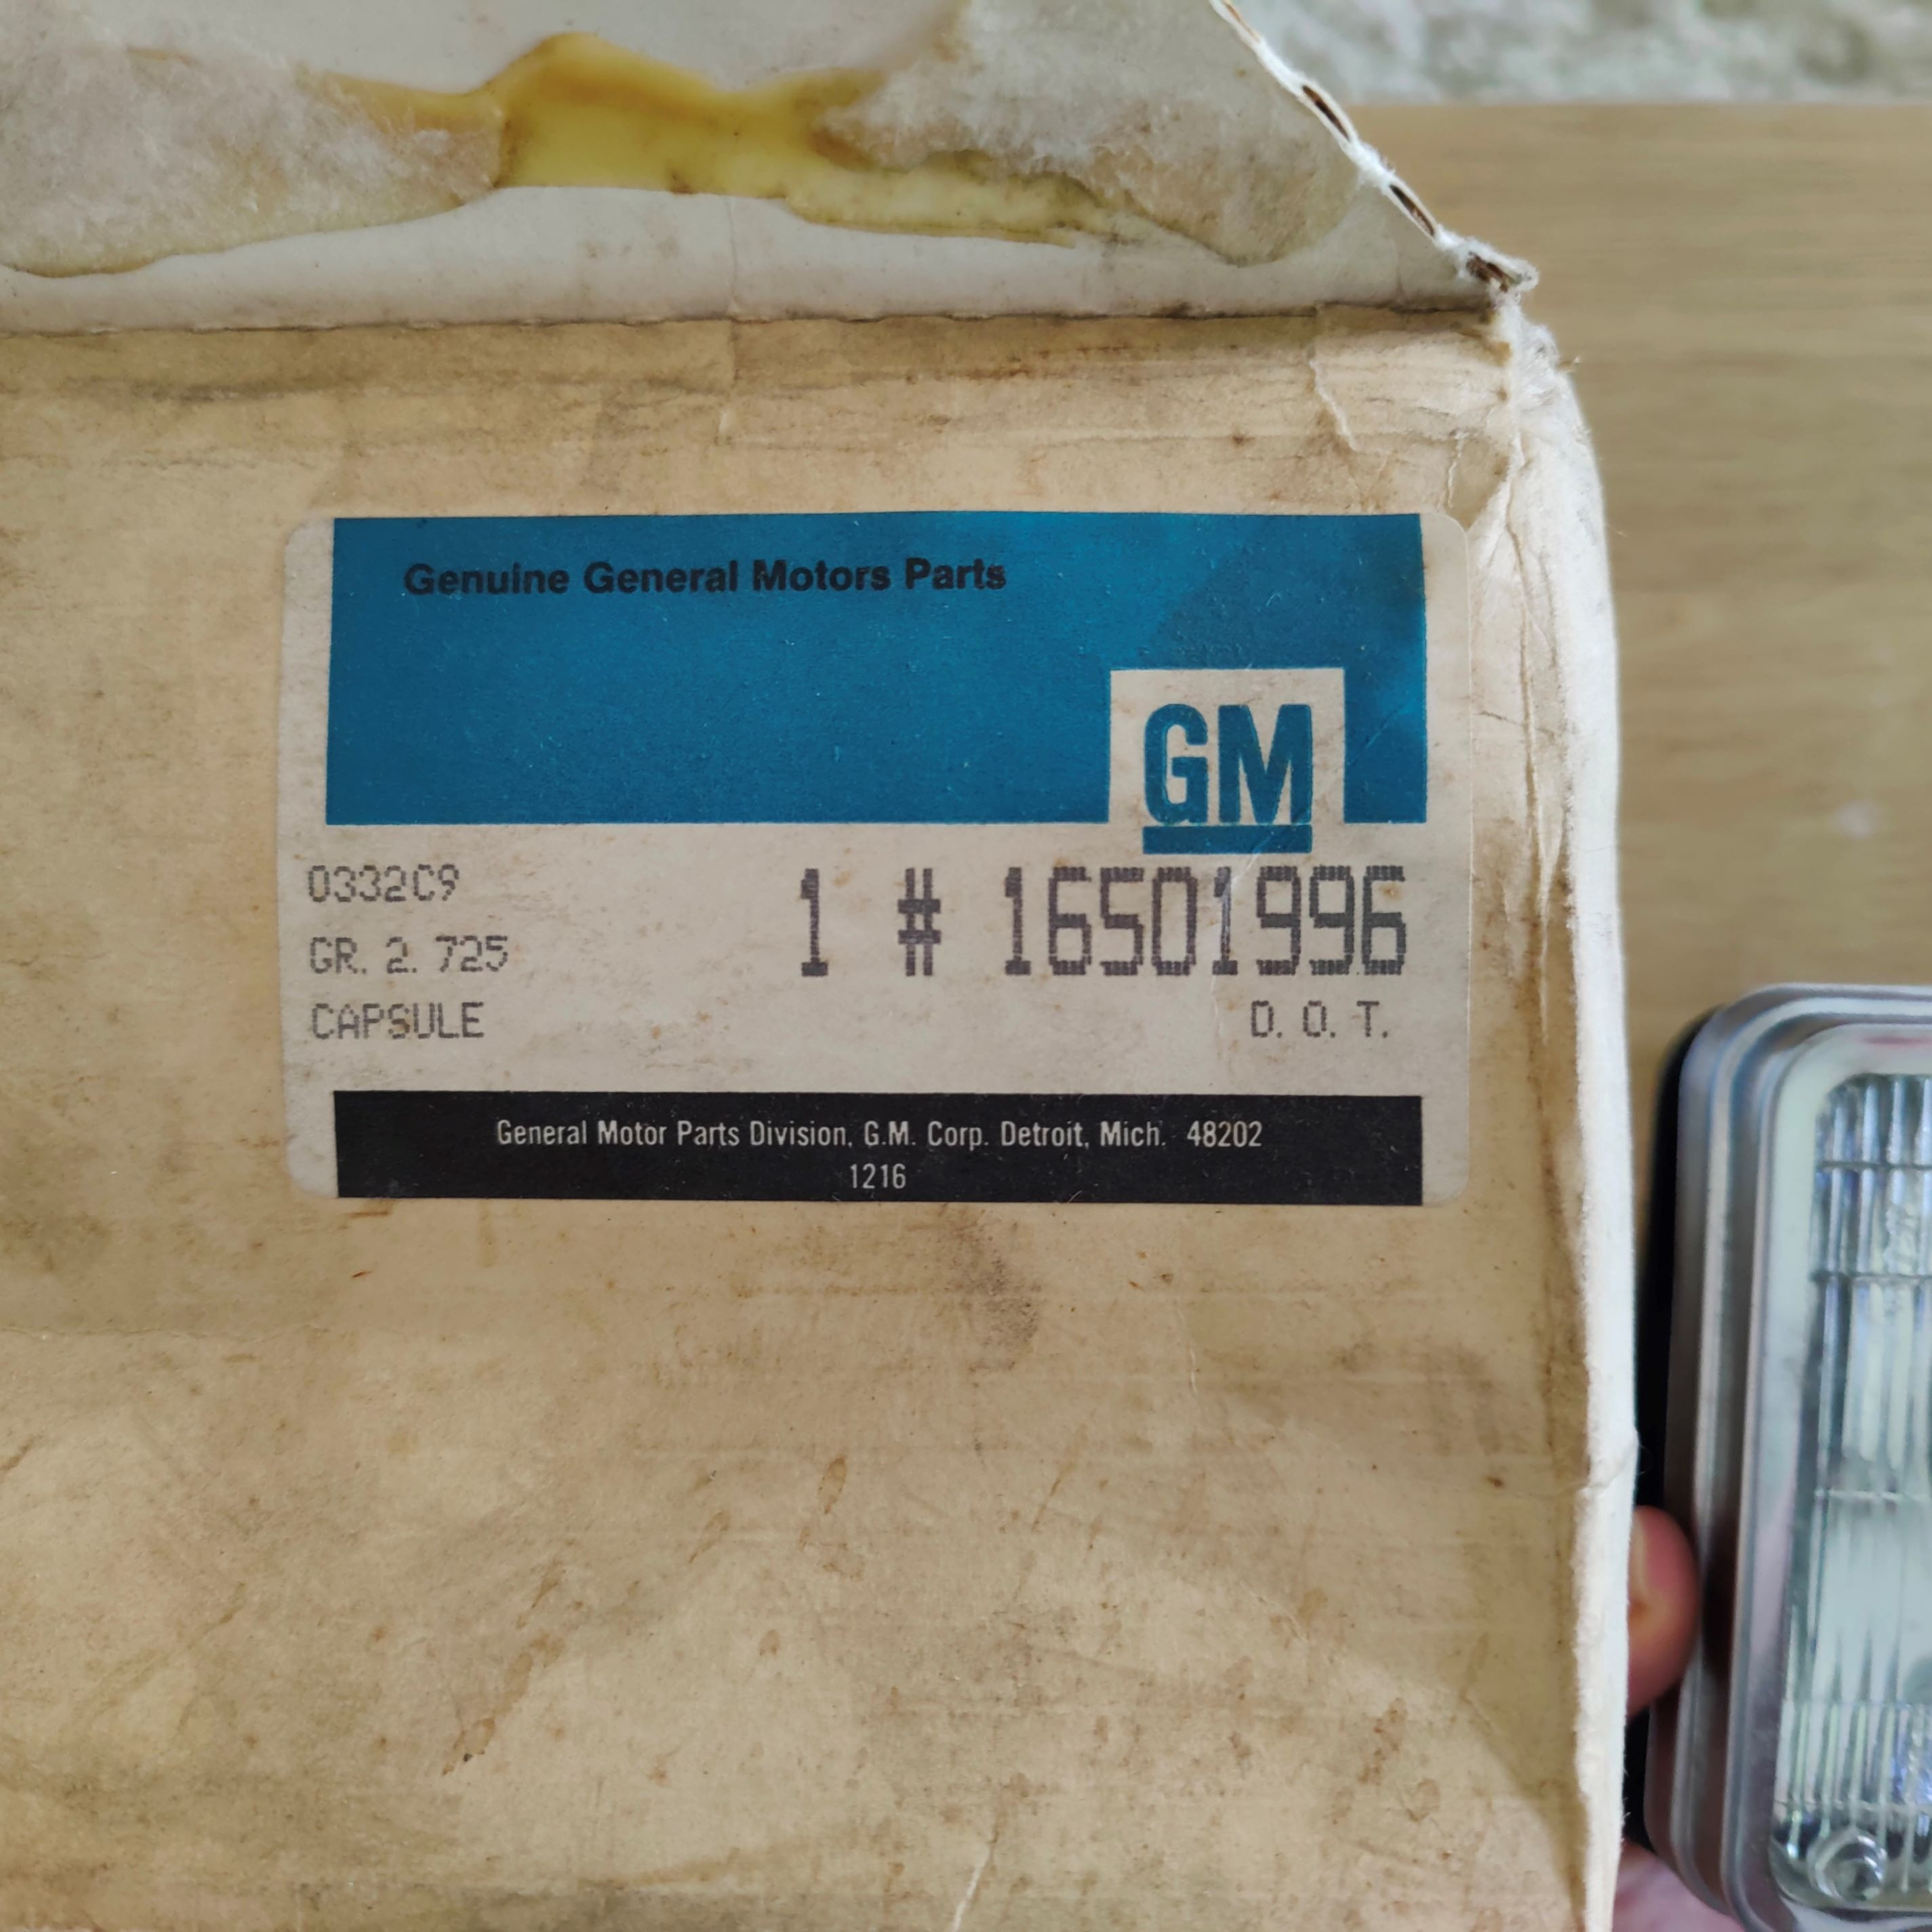 Genuine General Motors Parts
GM
0332C9
1 # 16501996
GR. 2. 725
CAPSULE
D. O. T.
General Motor Parts Division, G.M. Corp. Detroit, Mich. 48202
1216